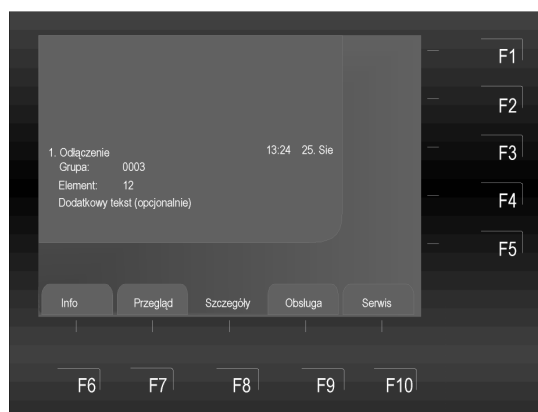 F1
F2
1. Odłączenie 13:24 25. Sie F3
Grupa: 0003
Element: 12
Dodatkowy tekst (opcjonalnie) F4
F5
Info Przegląd Szczegóły Obsługa Serwis
F6 F7 F8 F9 F10